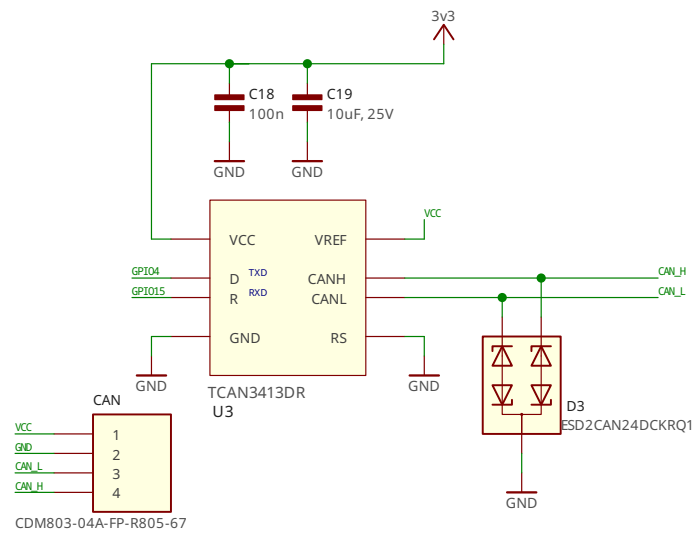 3v3
C18
100n
C19
10uF, 25V
GND
GND
VCC
VCC
VREF
GPIO4
D
TXD
CANH
CAN_H
GPIO15
R
RXD
CANL
CAN_L
GND
RS
GND
GND
TCAN3413DR
U3
D3
ESD2CAN24DCKRQ1
GND
CAN
VCC
1
GND
2
CAN_L
3
CAN_H
4
CDM803-04A-FP-R805-67